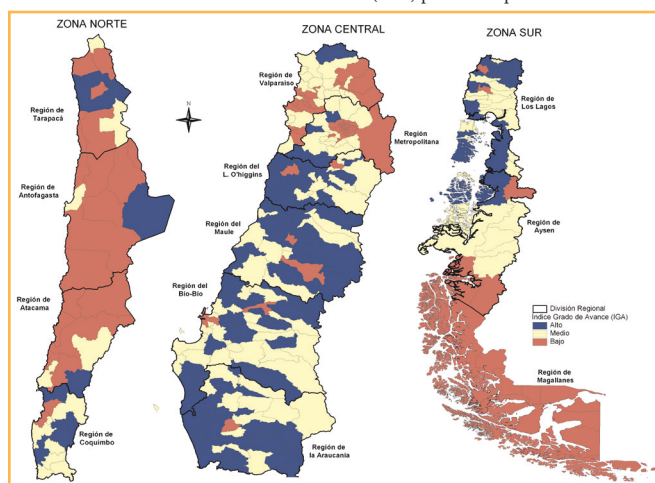 ZONA NORTE
ZONA CENTRAL
ZONA SUR
N
Región de
Tarapacá
Región de
Antofagasta
Región de
Atacama
Región de
Coquimbo
Región de
Valparaíso
Región
Metropolitana
Región del
L. O'higgins
Región del
Maule
Región del
Bío-Bío
Región de
la Araucanía
Región de
Los Lagos
Región de
Aysen
División Regional
Índice Grado de Avance (IGA)
Alto
Medio
Bajo
Región de
Magallanes